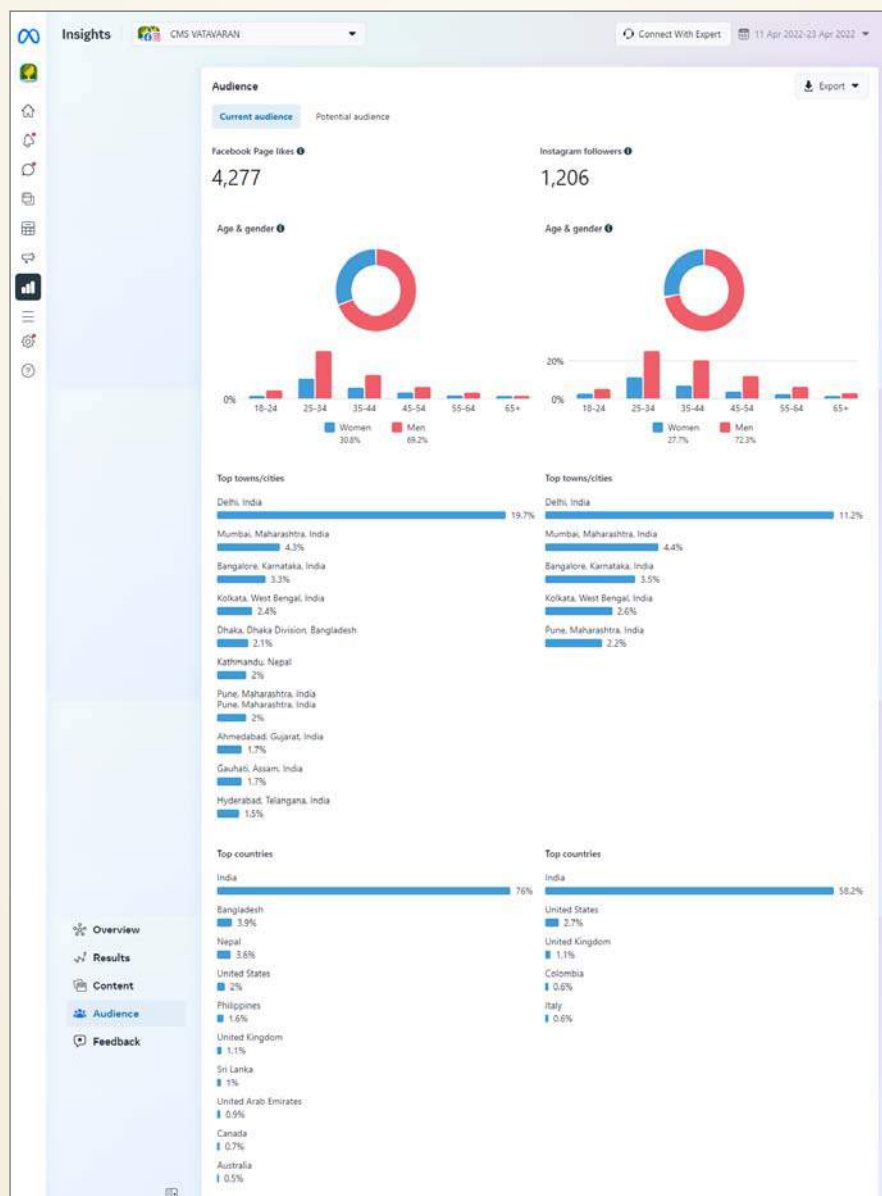 Insights
CMS VATAVARAN
Connect With Expert
11 Apr 2022-23 Apr 2022
Audience
Export
Current audience
Potential audience
Facebook Page likes
4,277
Instagram followers
1,206
Age & gender
0%
18-24
25-34
35-44
45-54
55-64
65+
Women
30.8%
Men
69.2%
Age & gender
20%
0%
18-24
25-34
35-44
45-54
55-64
65+
Women
27.7%
Men
72.3%
Top towns/cities
Delhi, India
19.7%
Mumbai, Maharashtra, India
4.3%
Bangalore, Karnataka, India
3.3%
Kolkata, West Bengal, India
2.4%
Dhaka, Dhaka Division, Bangladesh
2.1%
Kathmandu, Nepal
2%
Pune, Maharashtra, India
Pune, Maharashtra, India
2%
Ahmedabad, Gujarat, India
1.7%
Gauhati, Assam, India
1.7%
Hyderabad, Telangana, India
1.5%
Top towns/cities
Delhi, India
11.2%
Mumbai, Maharashtra, India
4.4%
Bangalore, Karnataka, India
3.5%
Kolkata, West Bengal, India
2.6%
Pune, Maharashtra, India
2.2%
Top countries
India
76%
Bangladesh
3.9%
Nepal
3.6%
United States
2%
Philippines
1.6%
United Kingdom
1.1%
Sri Lanka
1%
United Arab Emirates
0.9%
Canada
0.7%
Australia
0.5%
Top countries
India
58.2%
United States
2.7%
United Kingdom
1.1%
Colombia
0.6%
Italy
0.6%
Overview
Results
Content
Audience
Feedback